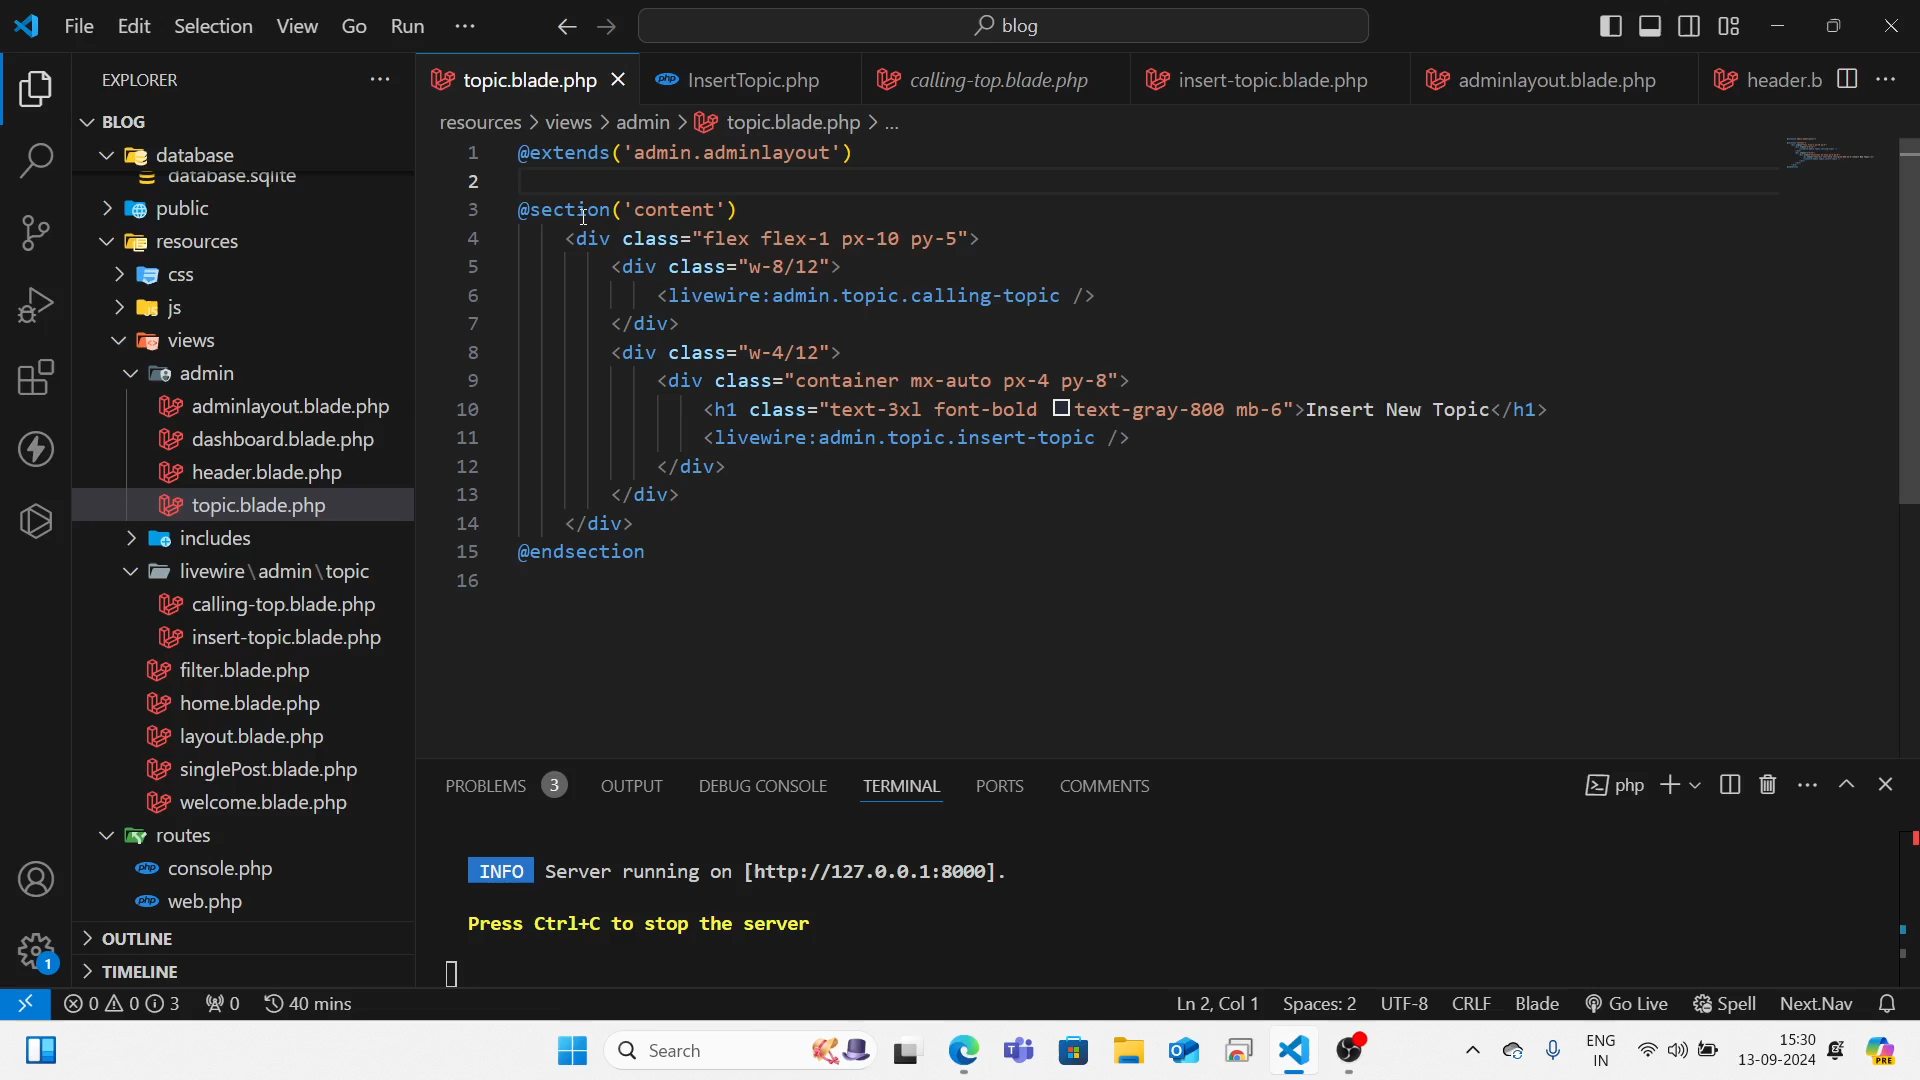 File Edit Selection View Go Run ···
blog
EXPLORER ···
BLOG
database
database.sqlite
public
resources
css
js
views
admin
adminlayout.blade.php
dashboard.blade.php
header.blade.php
topic.blade.php
includes
livewire\admin\topic
calling-top.blade.php
insert-topic.blade.php
filter.blade.php
home.blade.php
layout.blade.php
singlePost.blade.php
welcome.blade.php
routes
console.php
web.php
OUTLINE
TIMELINE
topic.blade.php InsertTopic.php calling-top.blade.php insert-topic.blade.php adminlayout.blade.php header.b ···
resources > views > admin > topic.blade.php > ...
1 @extends('admin.adminlayout')
2
3 @section('content')
4 <div class="flex flex-1 px-10 py-5">
5 <div class="w-8/12">
6 <livewire:admin.topic.calling-topic />
7 </div>
8 <div class="w-4/12">
9 <div class="container mx-auto px-4 py-8">
10 <h1 class="text-3xl font-bold text-gray-800 mb-6">Insert New Topic</h1>
11 <livewire:admin.topic.insert-topic />
12 </div>
13 </div>
14 </div>
15 @endsection
16
PROBLEMS 3 OUTPUT DEBUG CONSOLE TERMINAL PORTS COMMENTS php ···
INFO Server running on [http://127.0.0.1:8000].
Press Ctrl+C to stop the server
1
0 0 3 0 40 mins Ln 2, Col 1 Spaces: 2 UTF-8 CRLF Blade Go Live Spell Next.Nav
Search
ENG
IN
15:30
13-09-2024
PRE